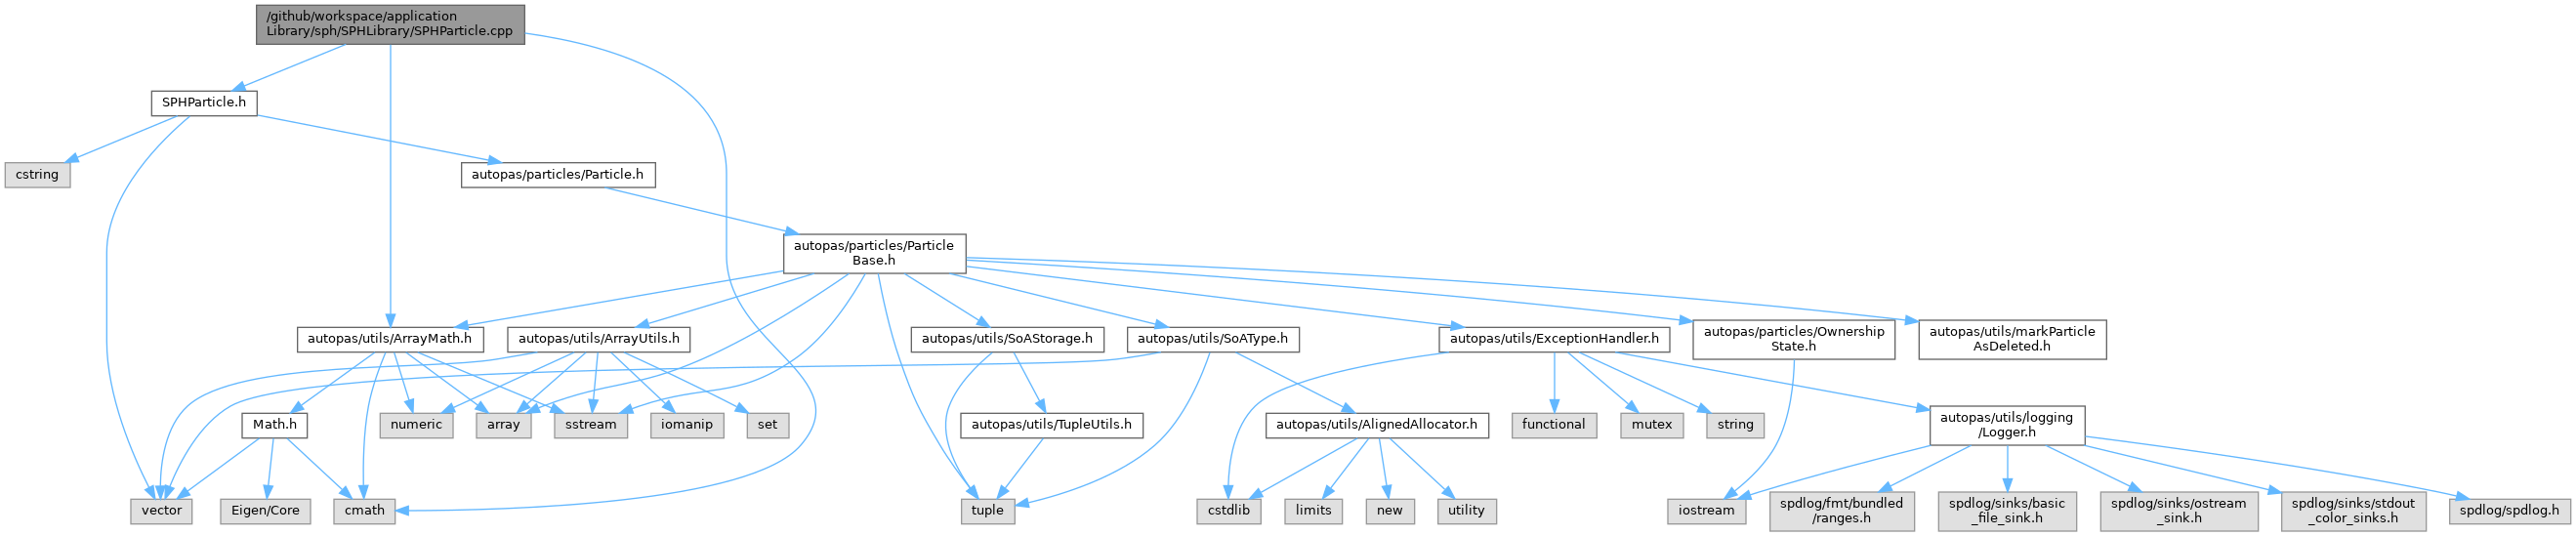 /github/workspace/application
Library/sph/SPHLibrary/SPHParticle.cpp
SPHParticle.h
cstring
autopas/particles/Particle.h
autopas/particles/Particle
Base.h
autopas/utils/ArrayMath.h
autopas/utils/ArrayUtils.h
autopas/utils/SoAStorage.h
autopas/utils/SoAType.h
autopas/utils/ExceptionHandler.h
autopas/particles/Ownership
State.h
autopas/utils/markParticle
AsDeleted.h
Math.h
numeric
array
sstream
iomanip
set
autopas/utils/TupleUtils.h
autopas/utils/AlignedAllocator.h
functional
mutex
string
autopas/utils/logging
/Logger.h
vector
Eigen/Core
cmath
tuple
cstdlib
limits
new
utility
iostream
spdlog/fmt/bundled
/ranges.h
spdlog/sinks/basic
_file_sink.h
spdlog/sinks/ostream
_sink.h
spdlog/sinks/stdout
_color_sinks.h
spdlog/spdlog.h